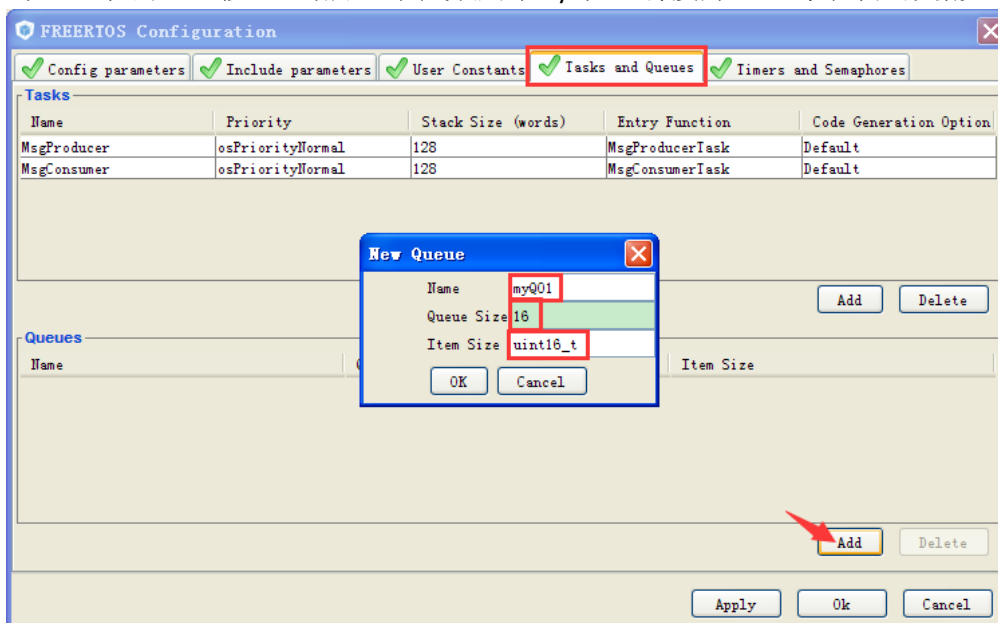 FREERTOS Configuration
Config parameters Include parameters User Constants Tasks and Queues Timers and Semaphores
Tasks
Name Priority Stack Size (words) Entry Function Code Generation Option
MsgProducer osPriorityNormal 128 MsgProducerTask Default
MsgConsumer osPriorityNormal 128 MsgConsumerTask Default
New Queue
Name myQ01
Queue Size 16
Item Size uint16_t
OK Cancel
Add Delete
Queues
Name Item Size
Add Delete
Apply Ok Cancel